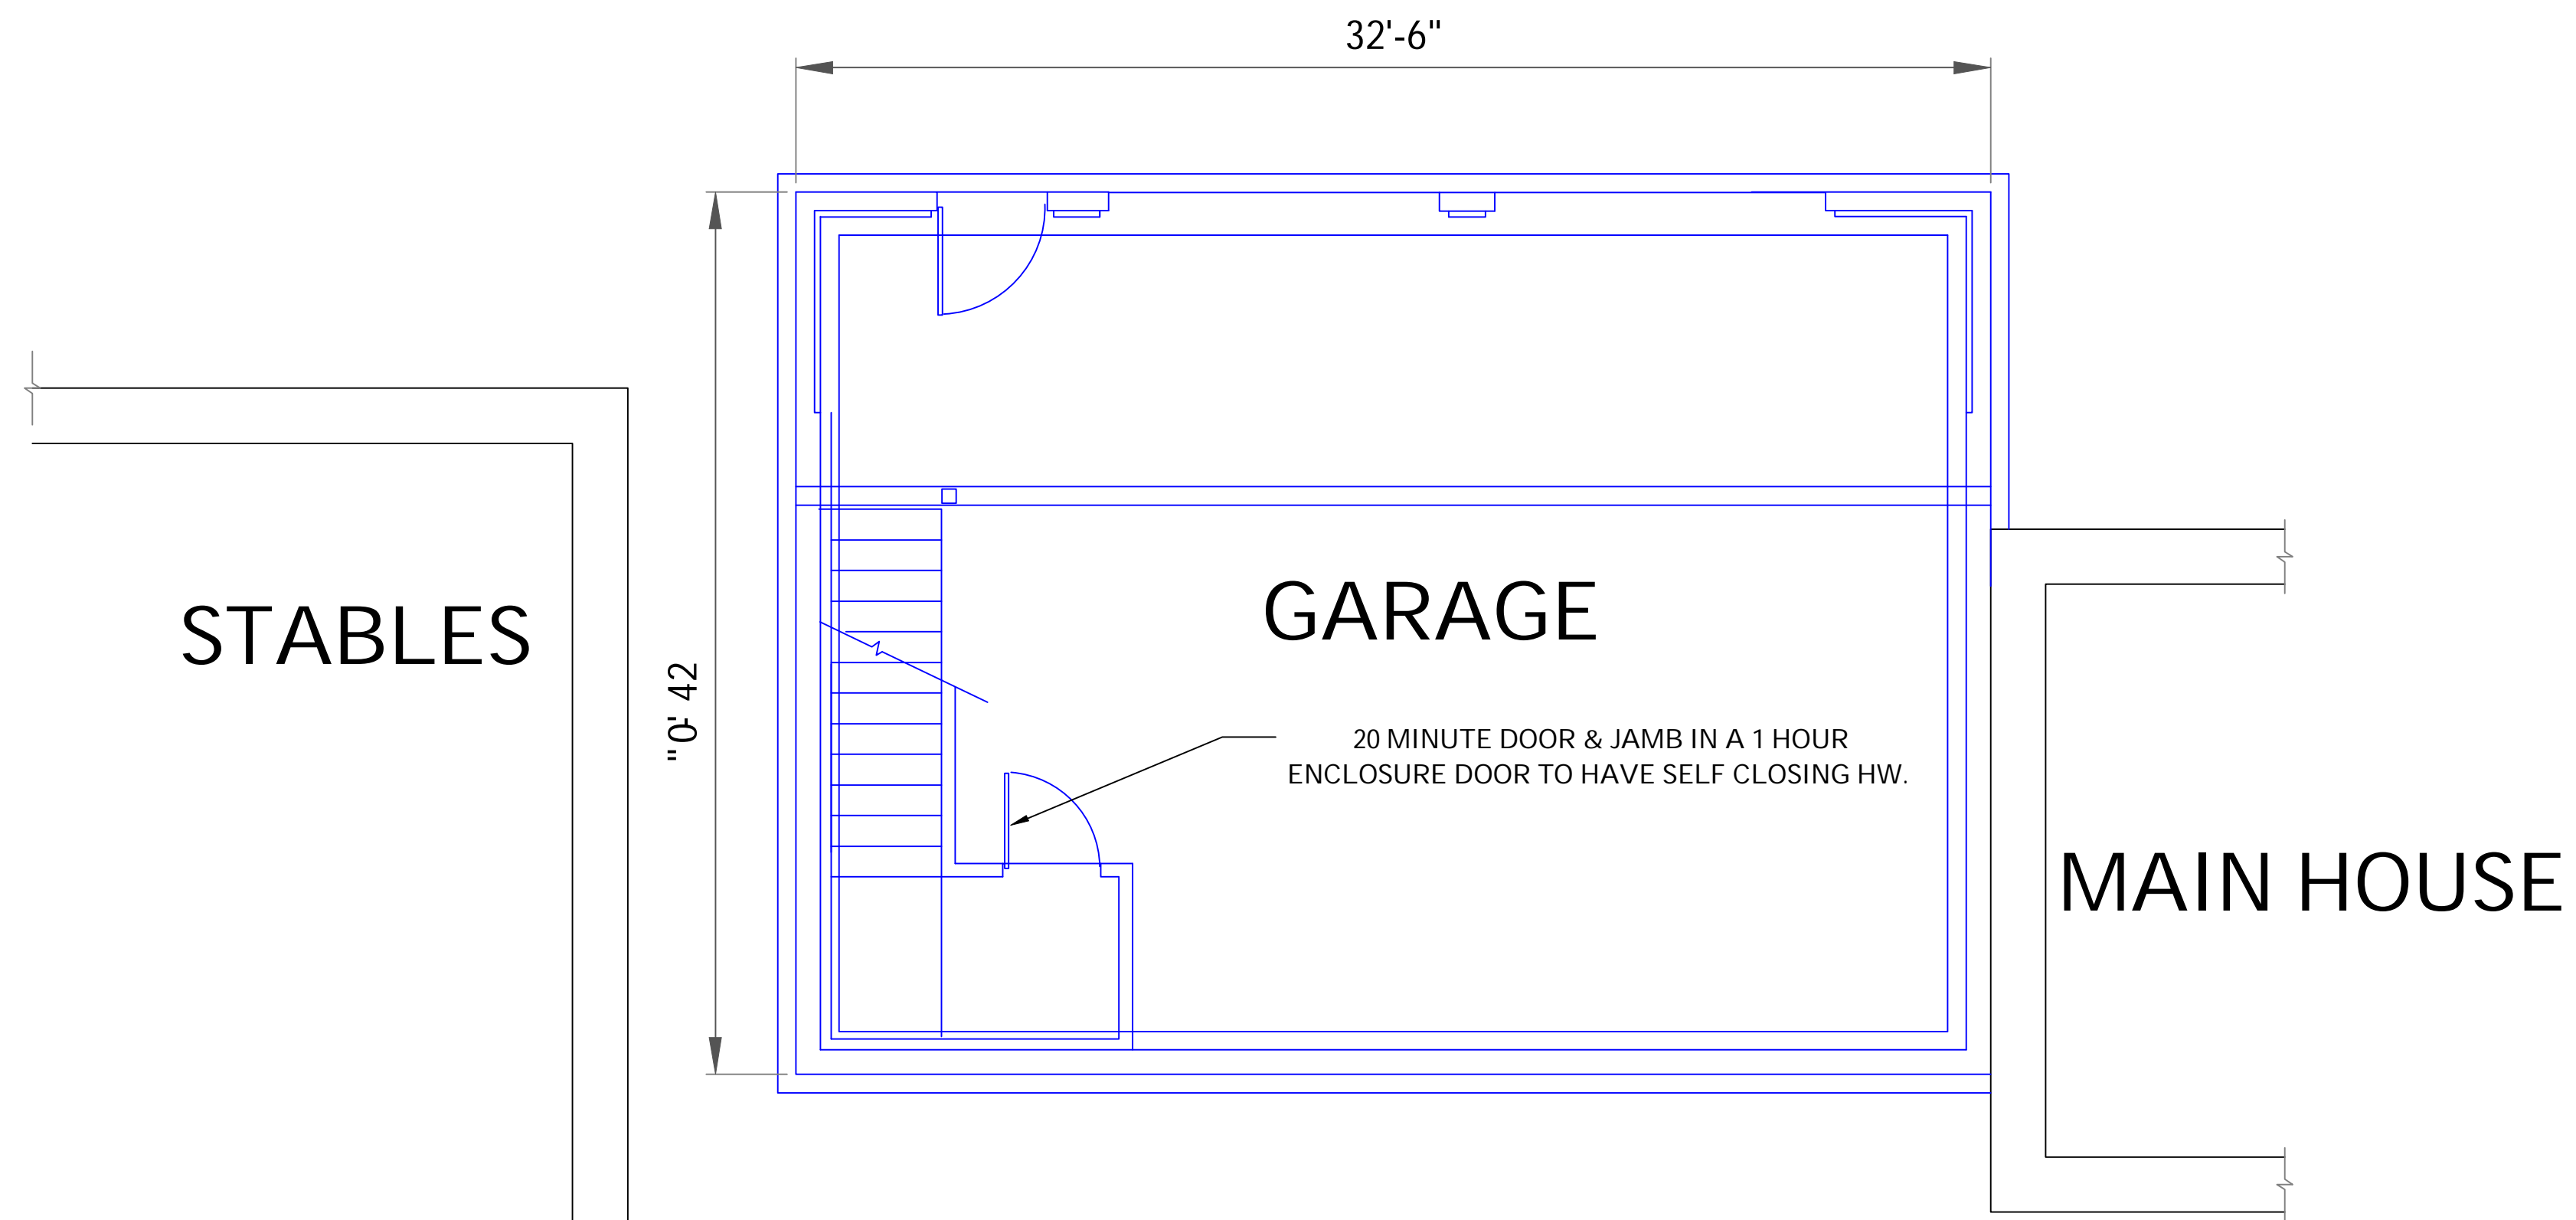 32'-6"
STABLES
GARAGE
"0'- 42
20 MINUTE DOOR & JAMB IN A 1 HOUR
ENCLOSURE DOOR TO HAVE SELF CLOSING HW.
MAIN HOUSE